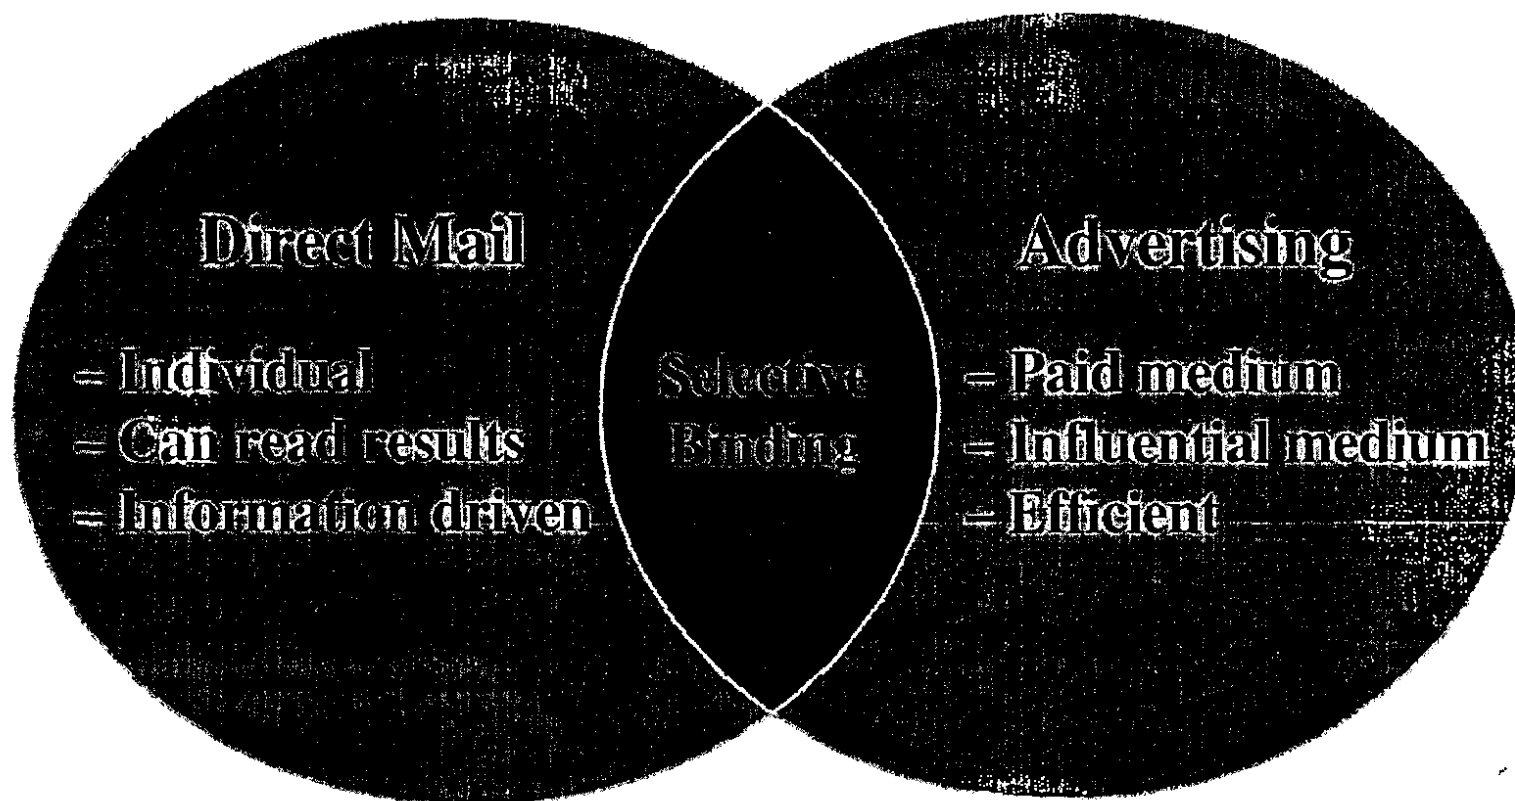 Direct Mail
– Individual
– Can read results
– Information driven
Selective
Binding
Advertising
– Paid medium
– Influential medium
– Efficient